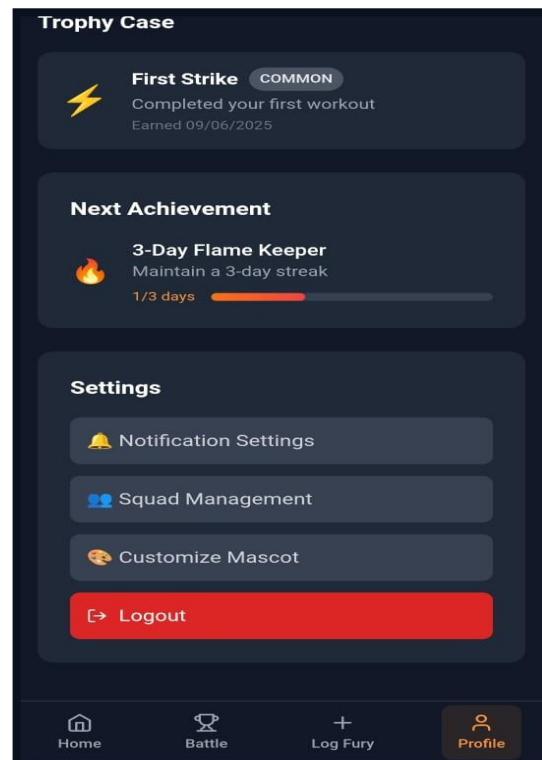 Trophy Case
First Strike COMMON
Completed your first workout
Earned 09/06/2025
Next Achievement
3-Day Flame Keeper
Maintain a 3-day streak
1/3 days
Settings
Notification Settings
Squad Management
Customize Mascot
Logout
Home Battle Log Fury Profile